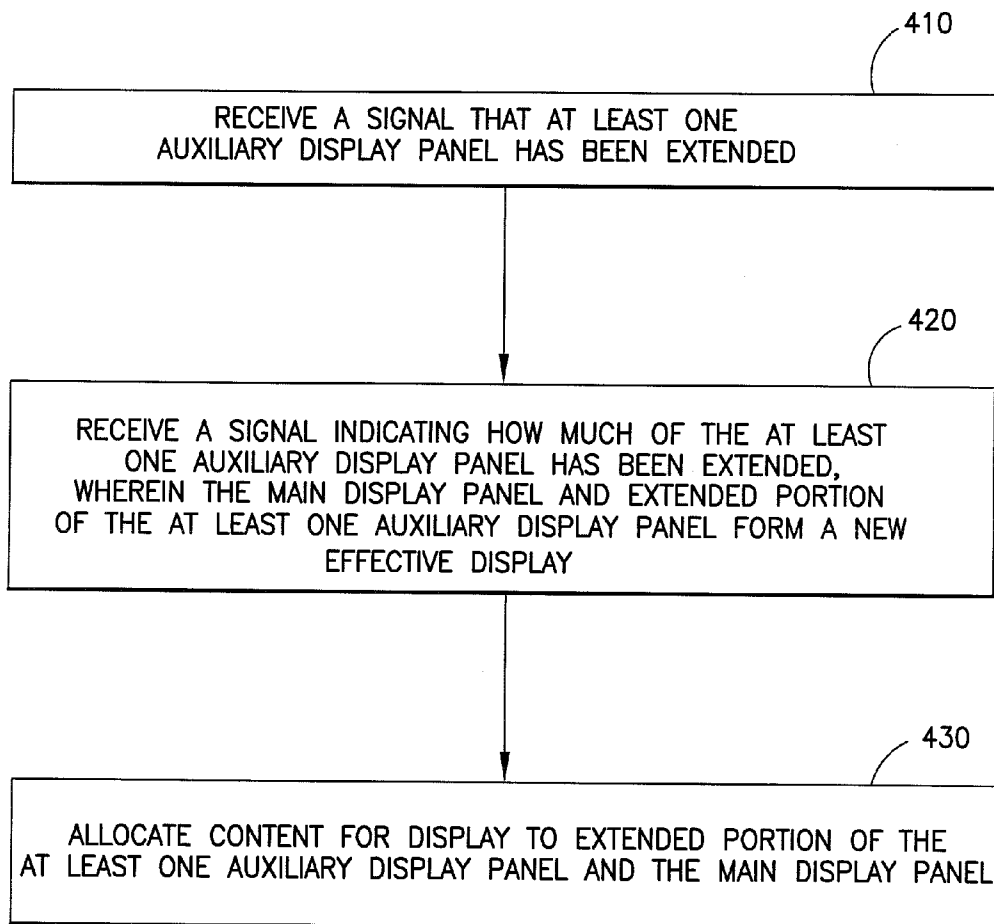 410
RECEIVE A SIGNAL THAT AT LEAST ONE
AUXILIARY DISPLAY PANEL HAS BEEN EXTENDED
420
RECEIVE A SIGNAL INDICATING HOW MUCH OF THE AT LEAST
ONE AUXILIARY DISPLAY PANEL HAS BEEN EXTENDED,
WHEREIN THE MAIN DISPLAY PANEL AND EXTENDED PORTION
OF THE AT LEAST ONE AUXILIARY DISPLAY PANEL FORM A NEW
EFFECTIVE DISPLAY
430
ALLOCATE CONTENT FOR DISPLAY TO EXTENDED PORTION OF THE
AT LEAST ONE AUXILIARY DISPLAY PANEL AND THE MAIN DISPLAY PANEL